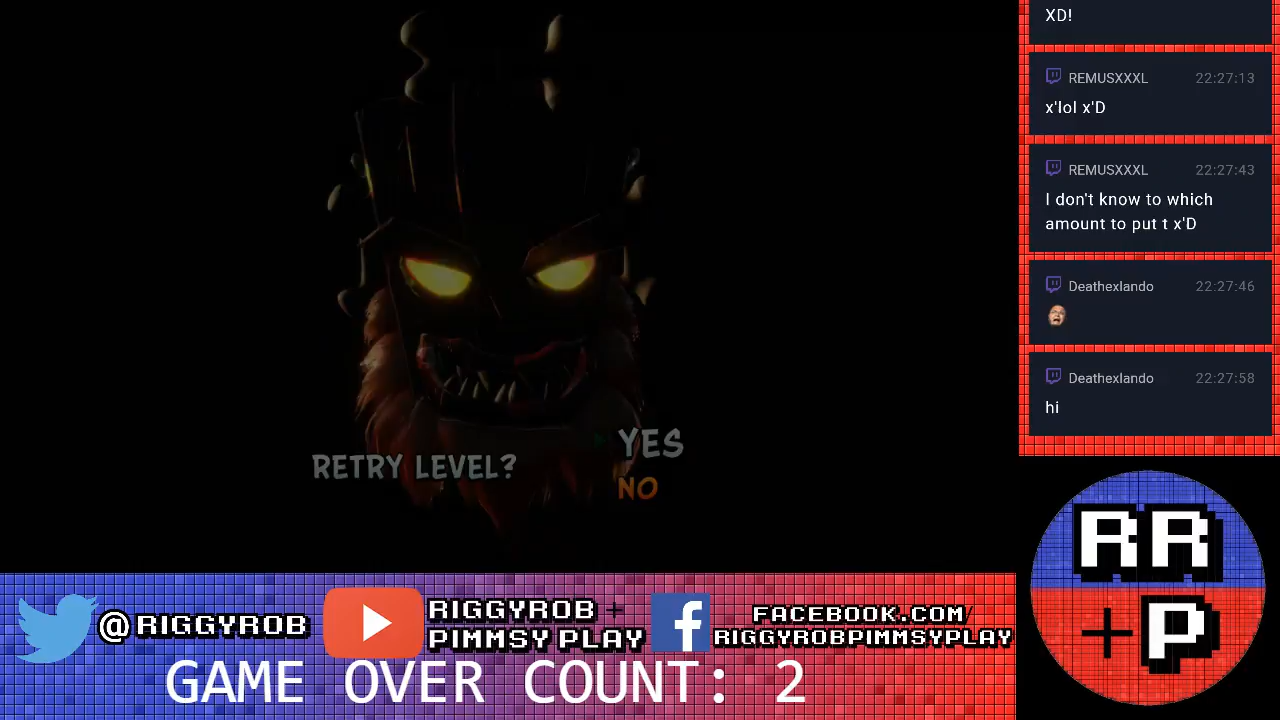 RETRY LEVEL?
YES
NO
XD!
REMUSXXXL 22:27:13
x'lol x'D
REMUSXXXL 22:27:43
I don't know to which
amount to put t x'D
Deathexlando 22:27:46
Deathexlando 22:27:58
hi
RR
+P
@RIGGYROB
RIGGYROB +
PIMMSY PLAY
FACEBOOK.COM/
RIGGYROBPIMMSYPLAY
GAME OVER COUNT: 2